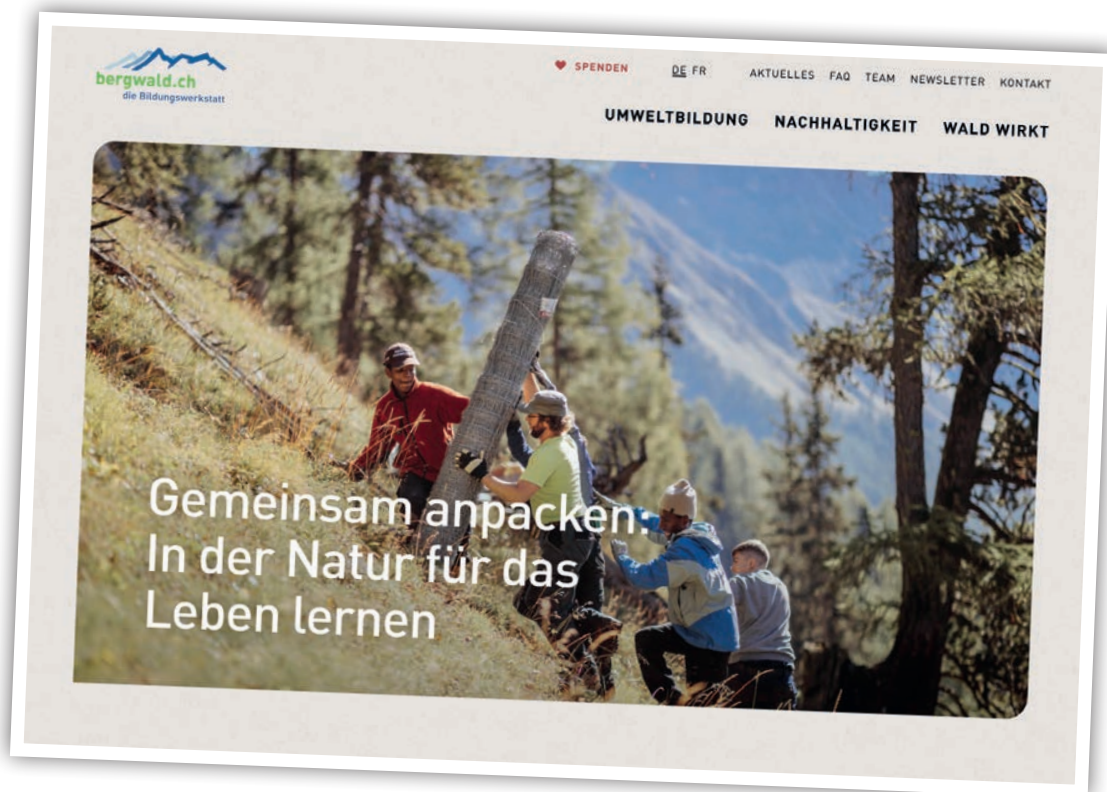 bergwald.ch
die Bildungswerkstatt
SPENDEN
DE FR
AKTUELLES FAQ TEAM NEWSLETTER KONTAKT
UMWELTBILDUNG NACHHALTIGKEIT WALD WIRKT
Gemeinsam anpacken:
In der Natur für das
Leben lernen